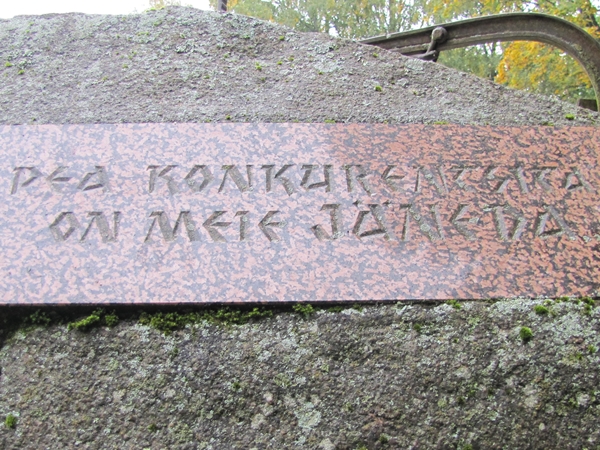 PEA KONKURENTSITA
ON MEIE JÄNEDA